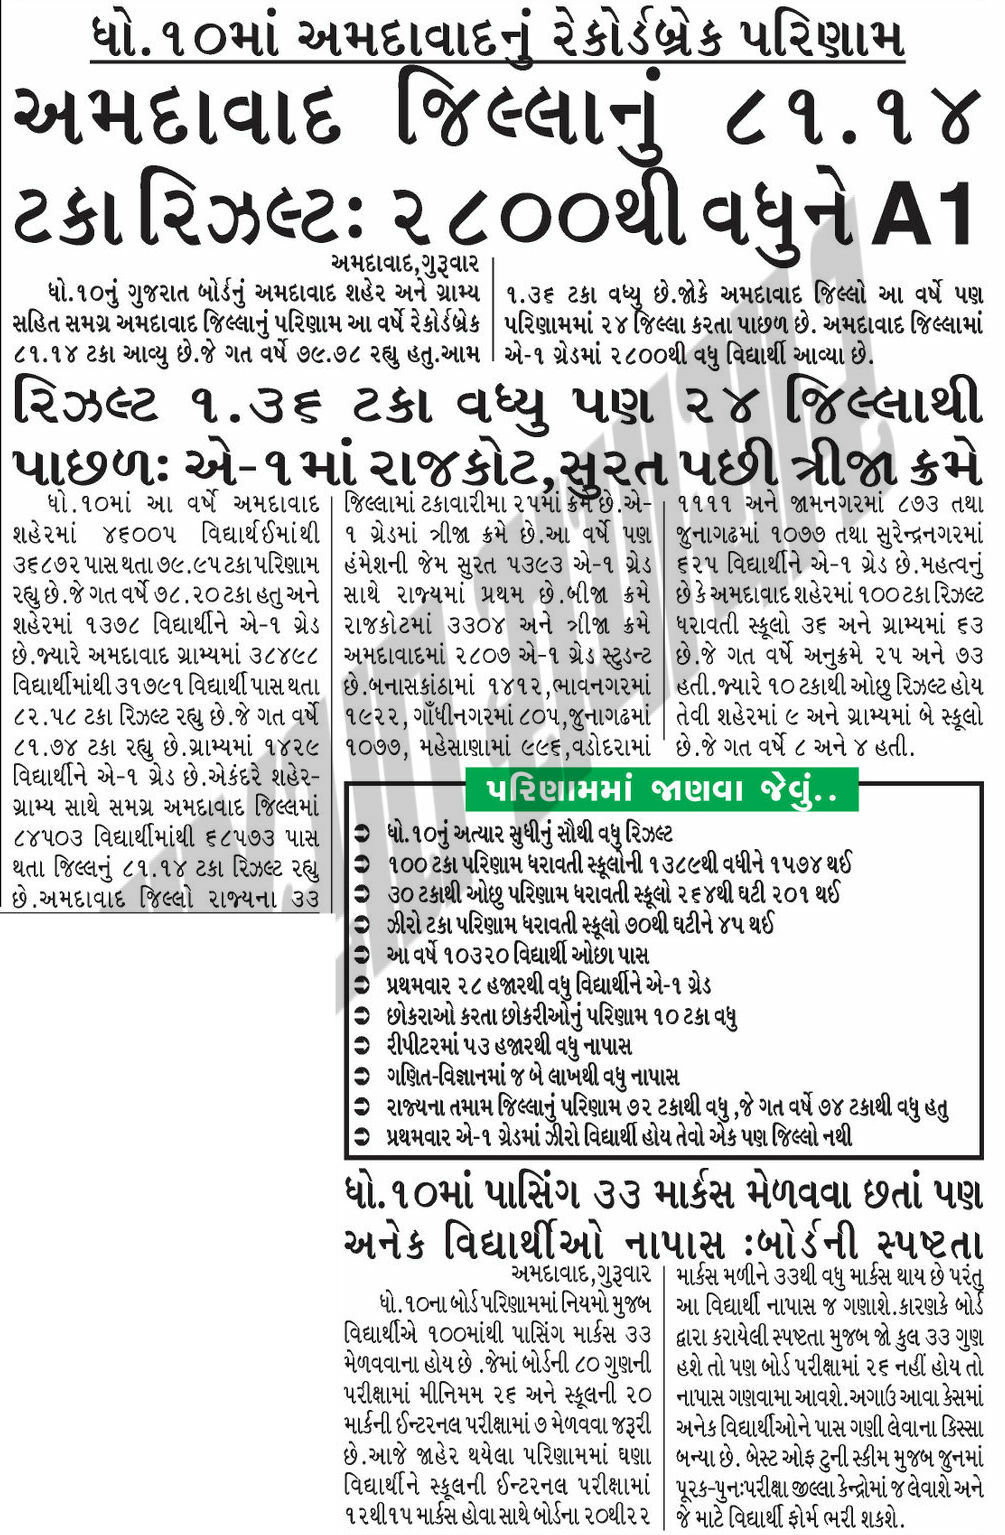 ધો.૧૦માં અમદાવાદનું રેકોર્ડબ્રેક પરિણામ
અમદાવાદ જિલ્લાનું ૮૧.૧૪
ટકા રિઝલ્ટઃ ૨૮૦૦થી વધુને A1
અમદાવાદ,ગુરૂવાર
ધો.૧૦નું ગુજરાત બોર્ડનું અમદાવાદ શહેર અને ગ્રામ્ય
સહિત સમગ્ર અમદાવાદ જિલ્લાનું પરિણામ આ વર્ષે રેકોર્ડબ્રેક
૮૧.૧૪ ટકા આવ્યુ છે.જે ગત વર્ષે ૭૯.૭૮ રહ્યુ હતુ.આમ
૧.૩૬ ટકા વધ્યુ છે.જોકે અમદાવાદ જિલ્લો આ વર્ષે પણ
પરિણામમાં ૨૪ જિલ્લા કરતા પાછળ છે. અમદાવાદ જિલ્લામાં
એ-૧ ગ્રેડમાં ૨૮૦૦થી વધુ વિદ્યાર્થી આવ્યા છે.
રિઝલ્ટ ૧.૩૬ ટકા વધ્યુ પણ ૨૪ જિલ્લાથી
પાછળઃ એ-૧માં રાજકોટ,સુરત પછી ત્રીજા ક્રમે
ધો.૧૦માં આ વર્ષે અમદાવાદ
શહેરમાં ૪૬૦૦૫ વિદ્યાર્થઈમાંથી
૩૬૮૭૨ પાસ થતા ૭૯.૯૫ ટકા પરિણામ
રહ્યુ છે.જે ગત વર્ષે ૭૮.૨૦ ટકા હતુ અને
શહેરમાં ૧૩૭૮ વિદ્યાર્થીને એ-૧ ગ્રેડ
છે.જ્યારે અમદાવાદ ગ્રામ્યમાં ૩૮૪૯૮
વિદ્યાર્થીમાંથી ૩૧૭૯૧ વિદ્યાર્થી પાસ થતા
૮૨.૫૮ ટકા રિઝલ્ટ રહ્યુ છે.જે ગત વર્ષે
૮૧.૭૪ ટકા રહ્યુ છે.ગ્રામ્યમાં ૧૪૨૯
વિદ્યાર્થીને એ-૧ ગ્રેડ છે.એકંદરે શહેર-
ગ્રામ્ય સાથે સમગ્ર અમદાવાદ જિલ્લમાં
૮૪૫૦૩ વિદ્યાર્થીમાંથી ૬૮૫૭૩ પાસ
થતા જિલ્લનું ૮૧.૧૪ ટકા રિઝલ્ટ રહ્યુ
છે.અમદાવાદ જિલ્લો રાજ્યના ૩૩
જિલ્લામાં ટકાવારીમા ૨૫માં ક્રમે છે.એ-
૧ ગ્રેડમાં ત્રીજા ક્રમે છે.આ વર્ષે પણ
હંમેશની જેમ સુરત ૫૩૯૩ એ-૧ ગ્રેડ
સાથે રાજ્યમાં પ્રથમ છે.બીજા ક્રમે
રાજકોટમાં ૩૩૦૪ અને ત્રીજા ક્રમે
અમદાવાદમાં ૨૮૦૭ એ-૧ ગ્રેડ સ્ટુડન્ટ
છે.બનાસકાંઠામાં ૧૪૧૨,ભાવનગરમાં
૧૯૨૨, ગાઁધીનગરમાં ૮૦૫,જુનાગઢમાં
૧૦૭૭, મહેસાણામાં ૯૯૬,વડોદરામાં
૧૧૧૧ અને જામનગરમાં ૮૭૩ તથા
જુનાગઢમાં ૧૦૭૭ તથા સુરેન્દ્રનગરમાં
૬૨૫ વિદ્યાર્થીને એ-૧ ગ્રેડ છે.મહત્વનું
છે કે અમદાવાદ શહેરમાં ૧૦૦ ટકા રિઝલ્ટ
ધરાવતી સ્કૂલો ૩૬ અને ગ્રામ્યમાં ૬૩
છે.જે ગત વર્ષે અનુક્રમે ૨૫ અને ૭૩
હતી.જ્યારે ૧૦ ટકાથી ઓછુ રિઝલ્ટ હોય
તેવી શહેરમાં ૯ અને ગ્રામ્યમાં બે સ્કૂલો
છે.જે ગત વર્ષે ૮ અને ૪ હતી.
પરિણામમાં જાણવા જેવું..
ધો.૧૦નું અત્યાર સુધીનું સૌથી વધુ રિઝલ્ટ
૧૦૦ ટકા પરિણામ ધરાવતી સ્કૂલોની ૧૩૮૯થી વધીને ૧૫૭૪ થઈ
૩૦ ટકાથી ઓછુ પરિણામ ધરાવતી સ્કૂલો ૨૬૪થી ઘટી ૨૦૧ થઈ
ઝીરો ટકા પરિણામ ધરાવતી સ્કૂલો ૭૦થી ઘટીને ૪૫ થઈ
આ વર્ષે ૧૦૩૨૦ વિદ્યાર્થી ઓછા પાસ
પ્રથમવાર ૨૮ હજારથી વધુ વિદ્યાર્થીને એ-૧ ગ્રેડ
છોકરાઓ કરતા છોકરીઓનું પરિણામ ૧૦ ટકા વધુ
રીપીટરમાં ૫૩ હજારથી વધુ નાપાસ
ગણિત-વિજ્ઞાનમાં જ બે લાખથી વધુ નાપાસ
રાજ્યના તમામ જિલ્લાનું પરિણામ ૭૨ ટકાથી વધુ ,જે ગત વર્ષે ૭૪ ટકાથી વધુ હતુ
પ્રથમવાર એ-૧ ગ્રેડમાં ઝીરો વિદ્યાર્થી હોય તેવો એક પણ જિલ્લો નથી
ધો.૧૦માં પાસિંગ ૩૩ માર્કસ મેળવવા છતાં પણ
અનેક વિદ્યાર્થીઓ નાપાસ ઃબોર્ડની સ્પષ્ટતા
અમદાવાદ,ગુરૂવાર
ધો.૧૦ના બોર્ડ પરિણામમાં નિયમો મુજબ
વિદ્યાર્થીએ ૧૦૦માંથી પાસિંગ માર્કસ ૩૩
મેળવવાના હોય છે .જેમાં બોર્ડની ૮૦ ગુણની
પરીક્ષામાં મીનિમમ ૨૬ અને સ્કૂલની ૨૦
માર્કની ઈન્ટરનલ પરીક્ષામાં ૭ મેળવવા જરૂરી
છે.આજે જાહેર થયેલા પરિણામમાં ઘણા
વિદ્યાર્થીને સ્કૂલની ઈન્ટરનલ પરીક્ષામાં
૧૨થી૧૫ માર્કસ હોવા સાથે બોર્ડના ૨૦થી૨૨
માર્કસ મળીને ૩૩થી વધુ માર્કસ થાય છે પરંતુ
આ વિદ્યાર્થી નાપાસ જ ગણાશે.કારણકે બોર્ડ
દ્વારા કરાયેલી સ્પષ્ટતા મુજબ જો કુલ ૩૩ ગુણ
હશે તો પણ બોર્ડ પરીક્ષામાં ૨૬ નહીં હોય તો
નાપાસ ગણવામા આવશે.અગાઉ આવા કેસમાં
અનેક વિદ્યાર્થીઓને પાસ ગણી લેવાના કિસ્સા
બન્યા છે. બેસ્ટ ઓફ ટુની સ્કીમ મુજબ જુનમાં
પૂરક-પુનઃપરીક્ષા જીલ્લા કેન્દ્રોમાં જ લેવાશે અને
જે માટે વિદ્યાર્થી ફોર્મ ભરી શકશે.